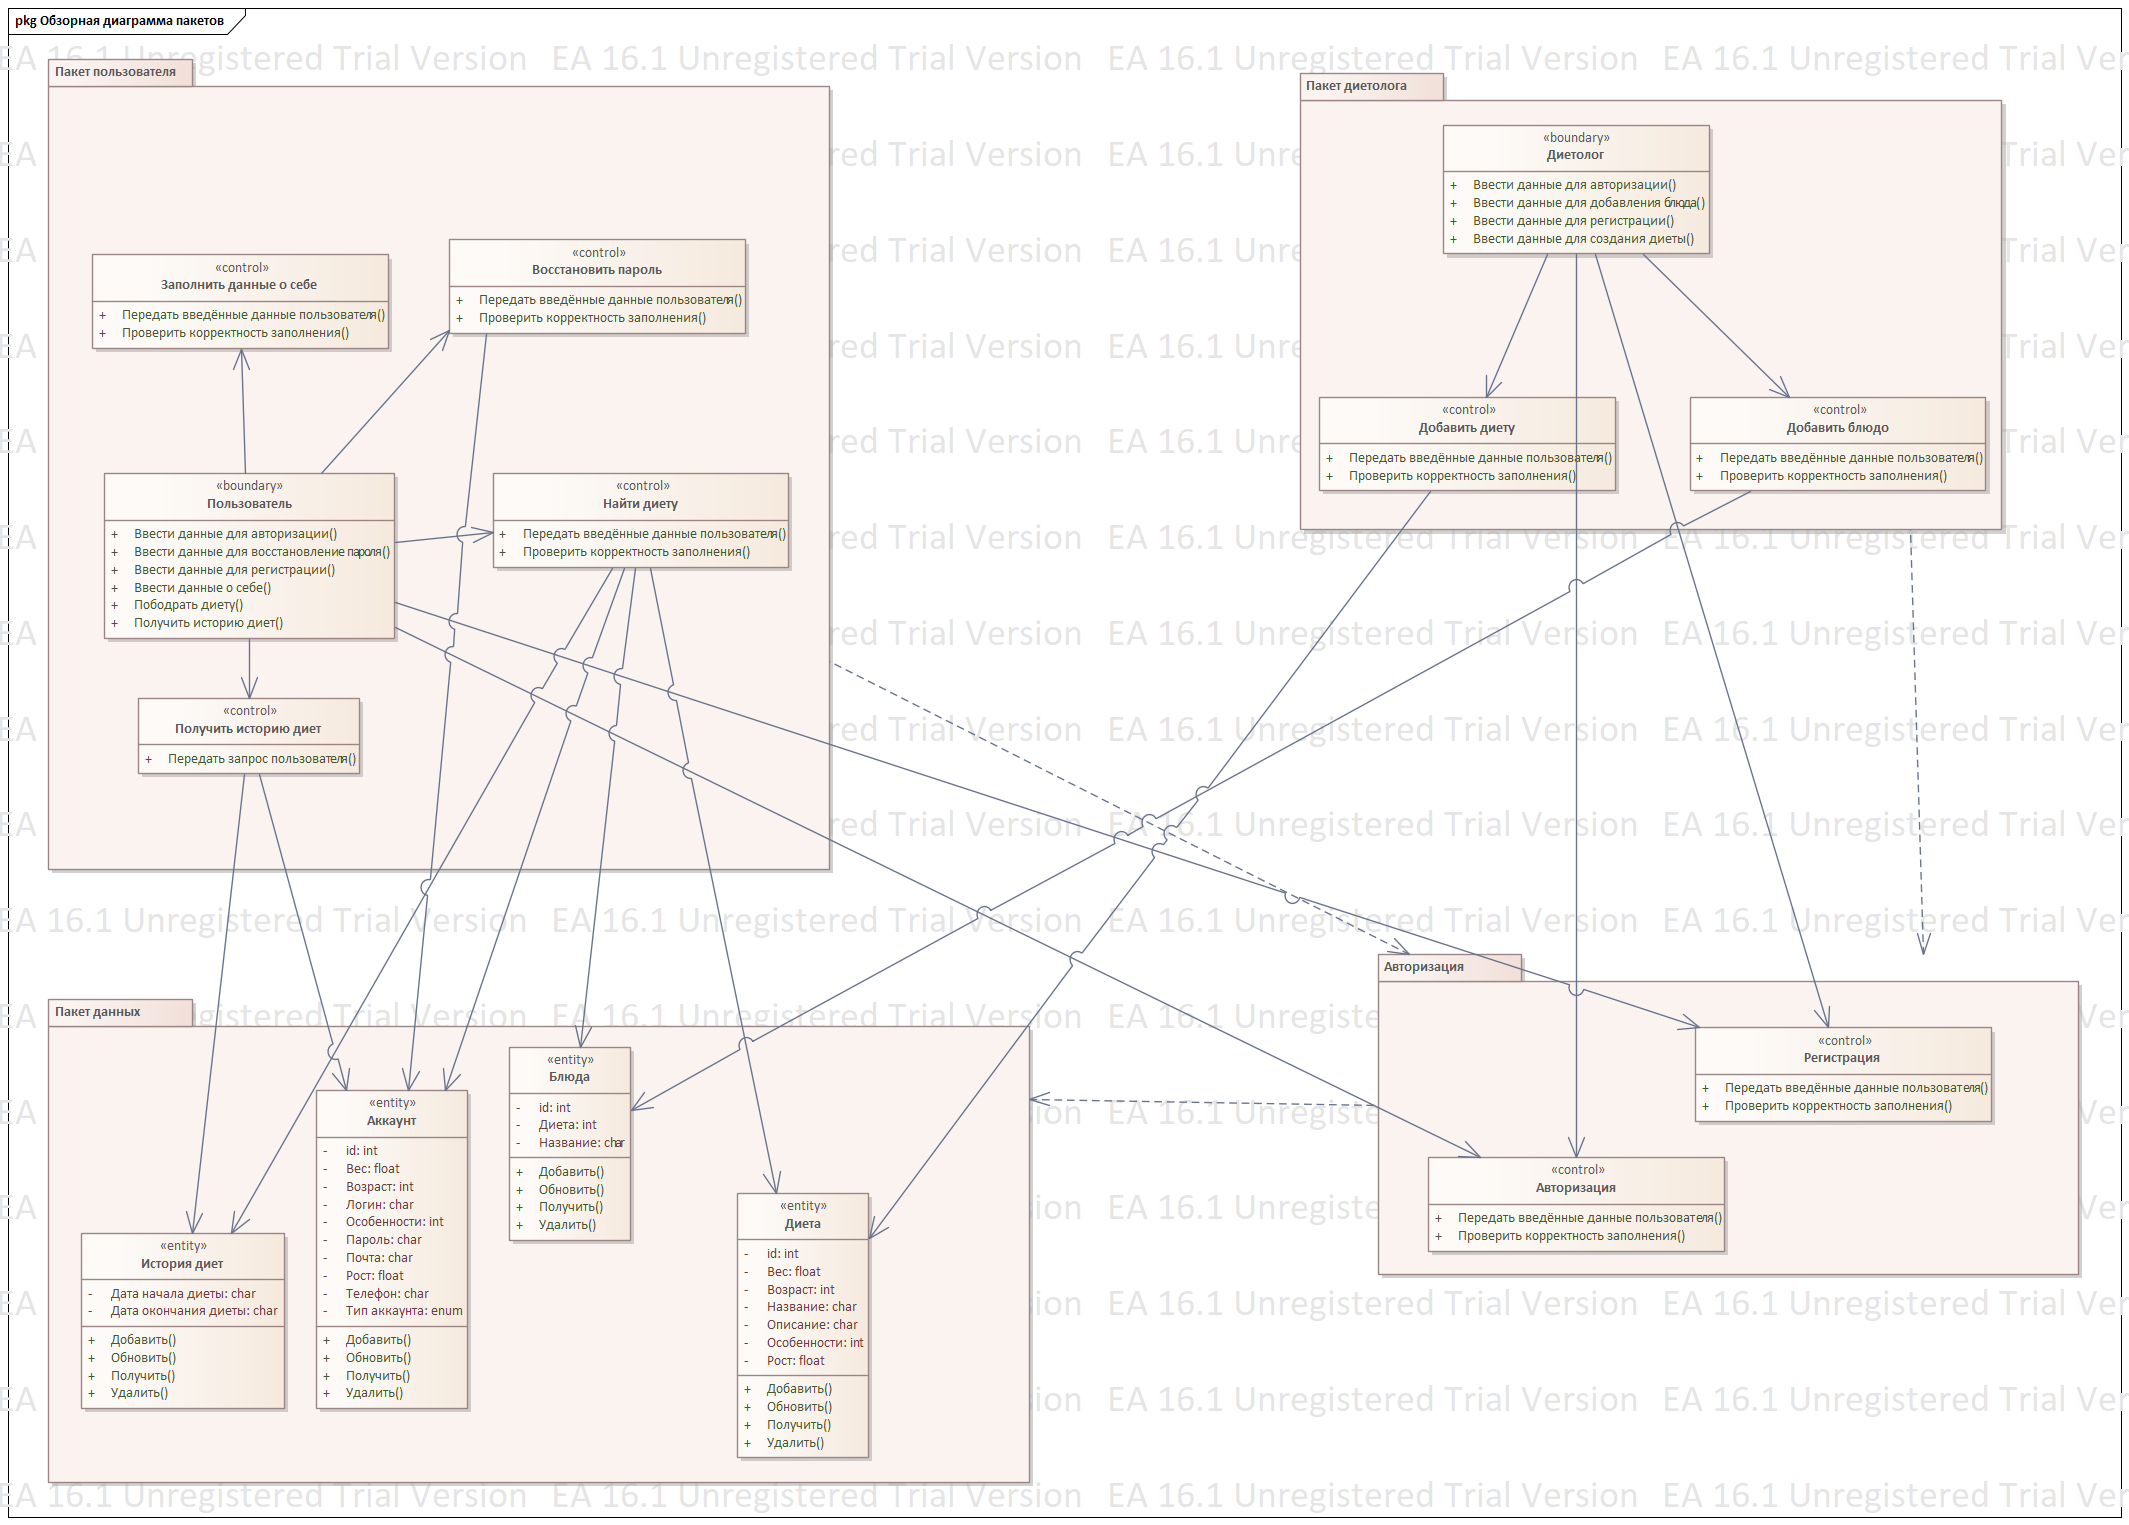 pkg Обзорная диаграмма пакетов
EA 16.1 Unregistered Trial Version
Пакет пользователя
«control»
Заполнить данные о себе
+ Передать введённые данные пользователя()
+ Проверить корректность заполнения()
«control»
Восстановить пароль
+ Передать введённые данные пользователя()
+ Проверить корректность заполнения()
«boundary»
Пользователь
+ Ввести данные для авторизации()
+ Ввести данные для восстановление пароля()
+ Ввести данные для регистрации()
+ Ввести данные о себе()
+ Пободрать диету()
+ Получить историю диет()
«control»
Найти диету
+ Передать введённые данные пользователя()
+ Проверить корректность заполнения()
«control»
Получить историю диет
+ Передать запрос пользователя()
Пакет диетолога
«boundary»
Диетолог
+ Ввести данные для авторизации()
+ Ввести данные для добавления блюда()
+ Ввести данные для регистрации()
+ Ввести данные для создания диеты()
«control»
Добавить диету
+ Передать введённые данные пользователя()
+ Проверить корректность заполнения()
«control»
Добавить блюдо
+ Передать введённые данные пользователя()
+ Проверить корректность заполнения()
Пакет данных
«entity»
История диет
- Дата начала диеты: char
- Дата окончания диеты: char
+ Добавить()
+ Обновить()
+ Получить()
+ Удалить()
«entity»
Аккаунт
- id: int
- Вес: float
- Возраст: int
- Логин: char
- Особенности: int
- Пароль: char
- Почта: char
- Рост: float
- Телефон: char
- Тип аккаунта: enum
+ Добавить()
+ Обновить()
+ Получить()
+ Удалить()
«entity»
Блюда
- id: int
- Диета: int
- Название: char
+ Добавить()
+ Обновить()
+ Получить()
+ Удалить()
«entity»
Диета
- id: int
- Вес: float
- Возраст: int
- Название: char
- Описание: char
- Особенности: int
- Рост: float
+ Добавить()
+ Обновить()
+ Получить()
+ Удалить()
Авторизация
«control»
Регистрация
+ Передать введённые данные пользователя()
+ Проверить корректность заполнения()
«control»
Авторизация
+ Передать введённые данные пользователя()
+ Проверить корректность заполнения()